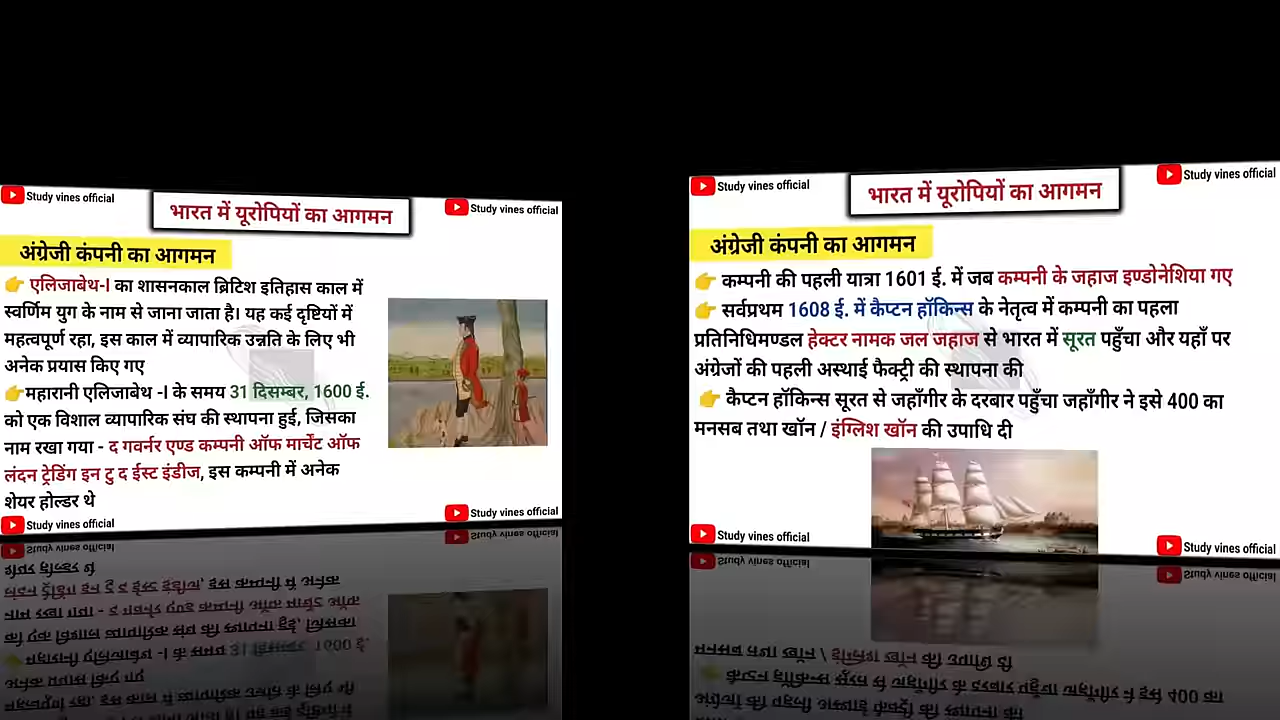 Study vines official
Study vines official
भारत में यूरोपियों का आगमन
अंग्रेजी कंपनी का आगमन
👉 एलिजाबेथ-I का शासनकाल ब्रिटिश इतिहास काल में
स्वर्णिम युग के नाम से जाना जाता है। यह कई दृष्टियों में
महत्वपूर्ण रहा, इस काल में व्यापारिक उन्नति के लिए भी
अनेक प्रयास किए गए
👉महारानी एलिजाबेथ -I के समय 31 दिसम्बर, 1600 ई.
को एक विशाल व्यापारिक संघ की स्थापना हुई, जिसका
नाम रखा गया - द गवर्नर एण्ड कम्पनी ऑफ मार्चेंट ऑफ
लंदन ट्रेडिंग इन टु द ईस्ट इंडीज, इस कम्पनी में अनेक
शेयर होल्डर थे
Study vines official
Study vines official
Study vines official
Study vines official
भारत में यूरोपियों का आगमन
अंग्रेजी कंपनी का आगमन
👉 कम्पनी की पहली यात्रा 1601 ई. में जब कम्पनी के जहाज इण्डोनेशिया गए
👉 सर्वप्रथम 1608 ई. में कैप्टन हॉकिन्स के नेतृत्व में कम्पनी का पहला
प्रतिनिधिमण्डल हेक्टर नामक जल जहाज से भारत में सूरत पहुँचा और यहाँ पर
अंग्रेजों की पहली अस्थाई फैक्ट्री की स्थापना की
👉 कैप्टन हॉकिन्स सूरत से जहाँगीर के दरबार पहुँचा जहाँगीर ने इसे 400 का
मनसब तथा खॉन / इंग्लिश खॉन की उपाधि दी
Study vines official
Study vines official